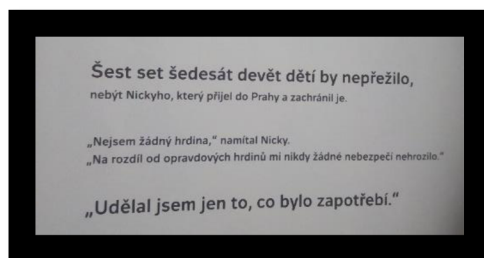 Šest set šedesát devět dětí by nepřežilo,
nebýt Nickyho, který přijel do Prahy a zachránil je.
„Nejsem žádný hrdina,“ namítal Nicky.
„Na rozdíl od opravdových hrdinů mi nikdy žádné nebezpečí nehrozilo.“
„Udělal jsem jen to, co bylo zapotřebí.“